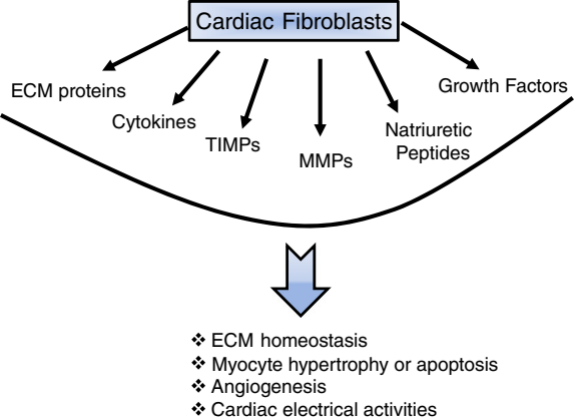 Cardiac Fibroblasts
ECM proteins
Cytokines
TIMPs
MMPs
Natriuretic
Peptides
Growth Factors
❖ ECM homeostasis
❖ Myocyte hypertrophy or apoptosis
❖ Angiogenesis
❖ Cardiac electrical activities